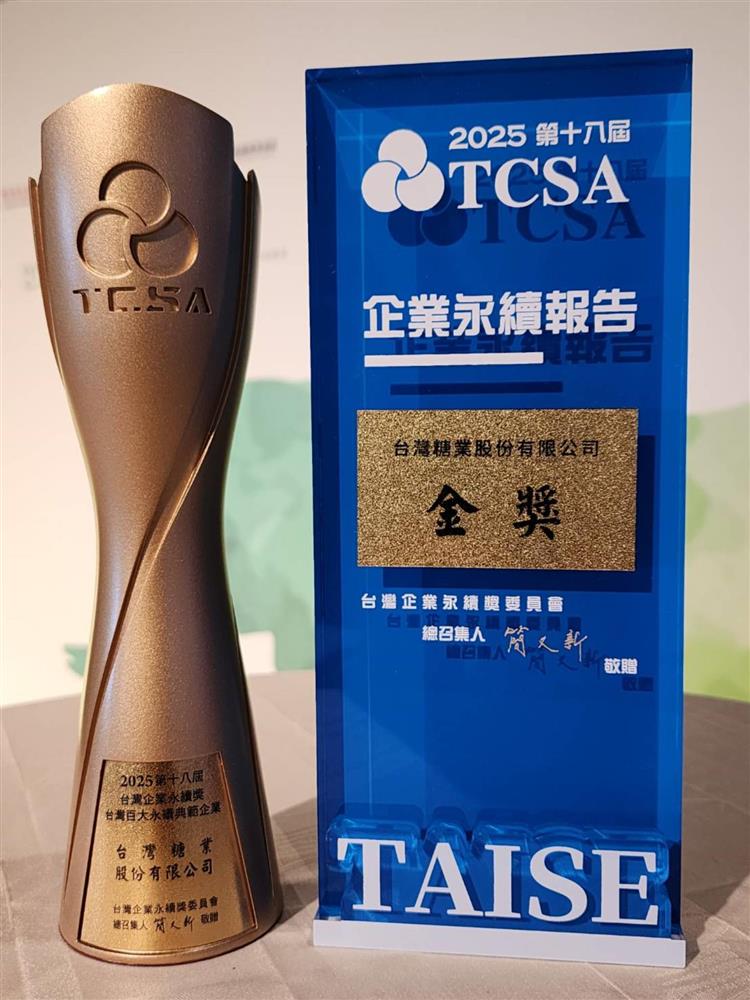 TCSA
2025第十八屆
台灣企業永續獎
台灣百大永續典範企業
台灣糖業
股份有限公司
台灣企業永續獎委員會
總召集人 簡又新 敬贈
2025 第十八屆
TCSA
企業永續報告
台灣糖業股份有限公司
金獎
台灣企業永續獎委員會
總召集人 簡又新 敬贈
TAISE